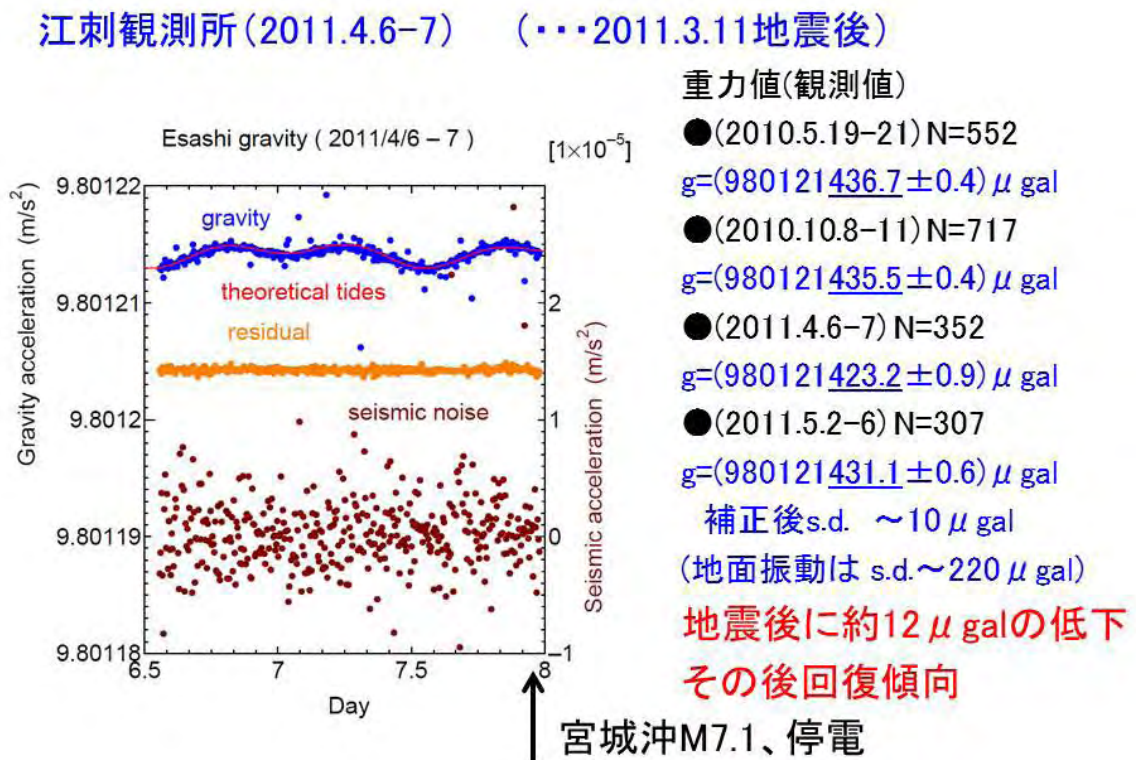 江刺観測所(2011.4.6-7) (・・・2011.3.11地震後)
Esashi gravity ( 2011/4/6 – 7 )
[1×10⁻⁵]
Gravity acceleration (m/s²)
9.80122
9.80121
9.8012
9.80119
9.80118
gravity
theoretical tides
residual
seismic noise
2
1
0
−1
Seismic acceleration (m/s²)
6.5
7
7.5
8
Day
宮城沖M7.1、停電
重力値(観測値)
●(2010.5.19-21) N=552
g=(980121436.7±0.4) μ gal
●(2010.10.8-11) N=717
g=(980121435.5±0.4) μ gal
●(2011.4.6-7) N=352
g=(980121423.2±0.9) μ gal
●(2011.5.2-6) N=307
g=(980121431.1±0.6) μ gal
補正後s.d. ～10 μ gal
(地面振動は s.d.～220 μ gal)
地震後に約12 μ galの低下
その後回復傾向